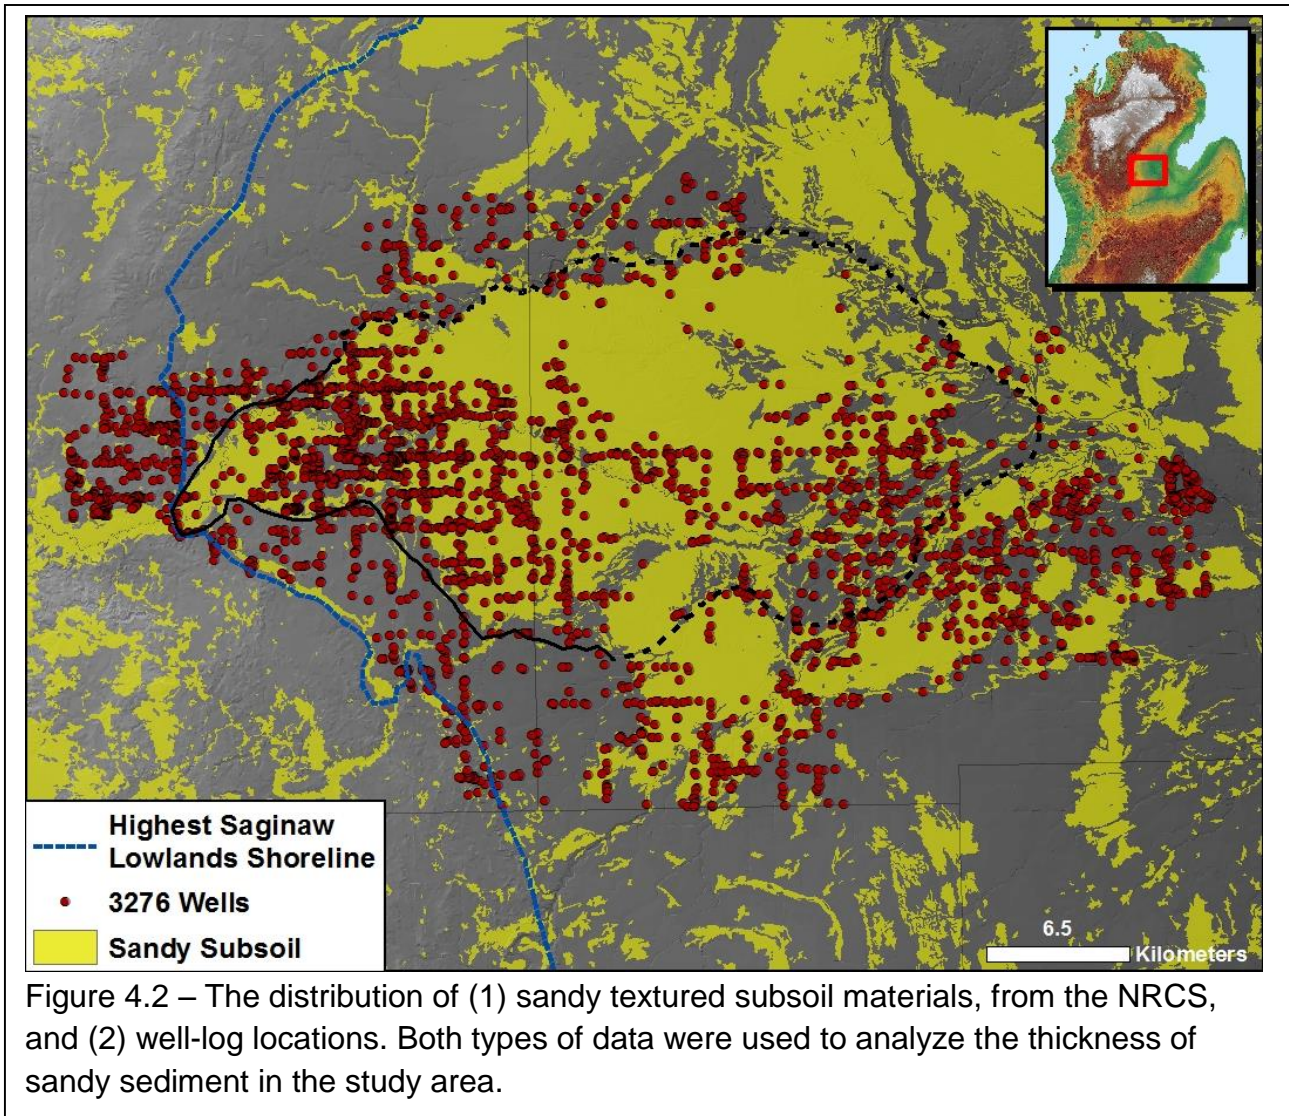 Highest Saginaw
Lowlands Shoreline
3276 Wells
Sandy Subsoil
6.5
Kilometers
Figure 4.2 – The distribution of (1) sandy textured subsoil materials, from the NRCS,
and (2) well-log locations. Both types of data were used to analyze the thickness of
sandy sediment in the study area.